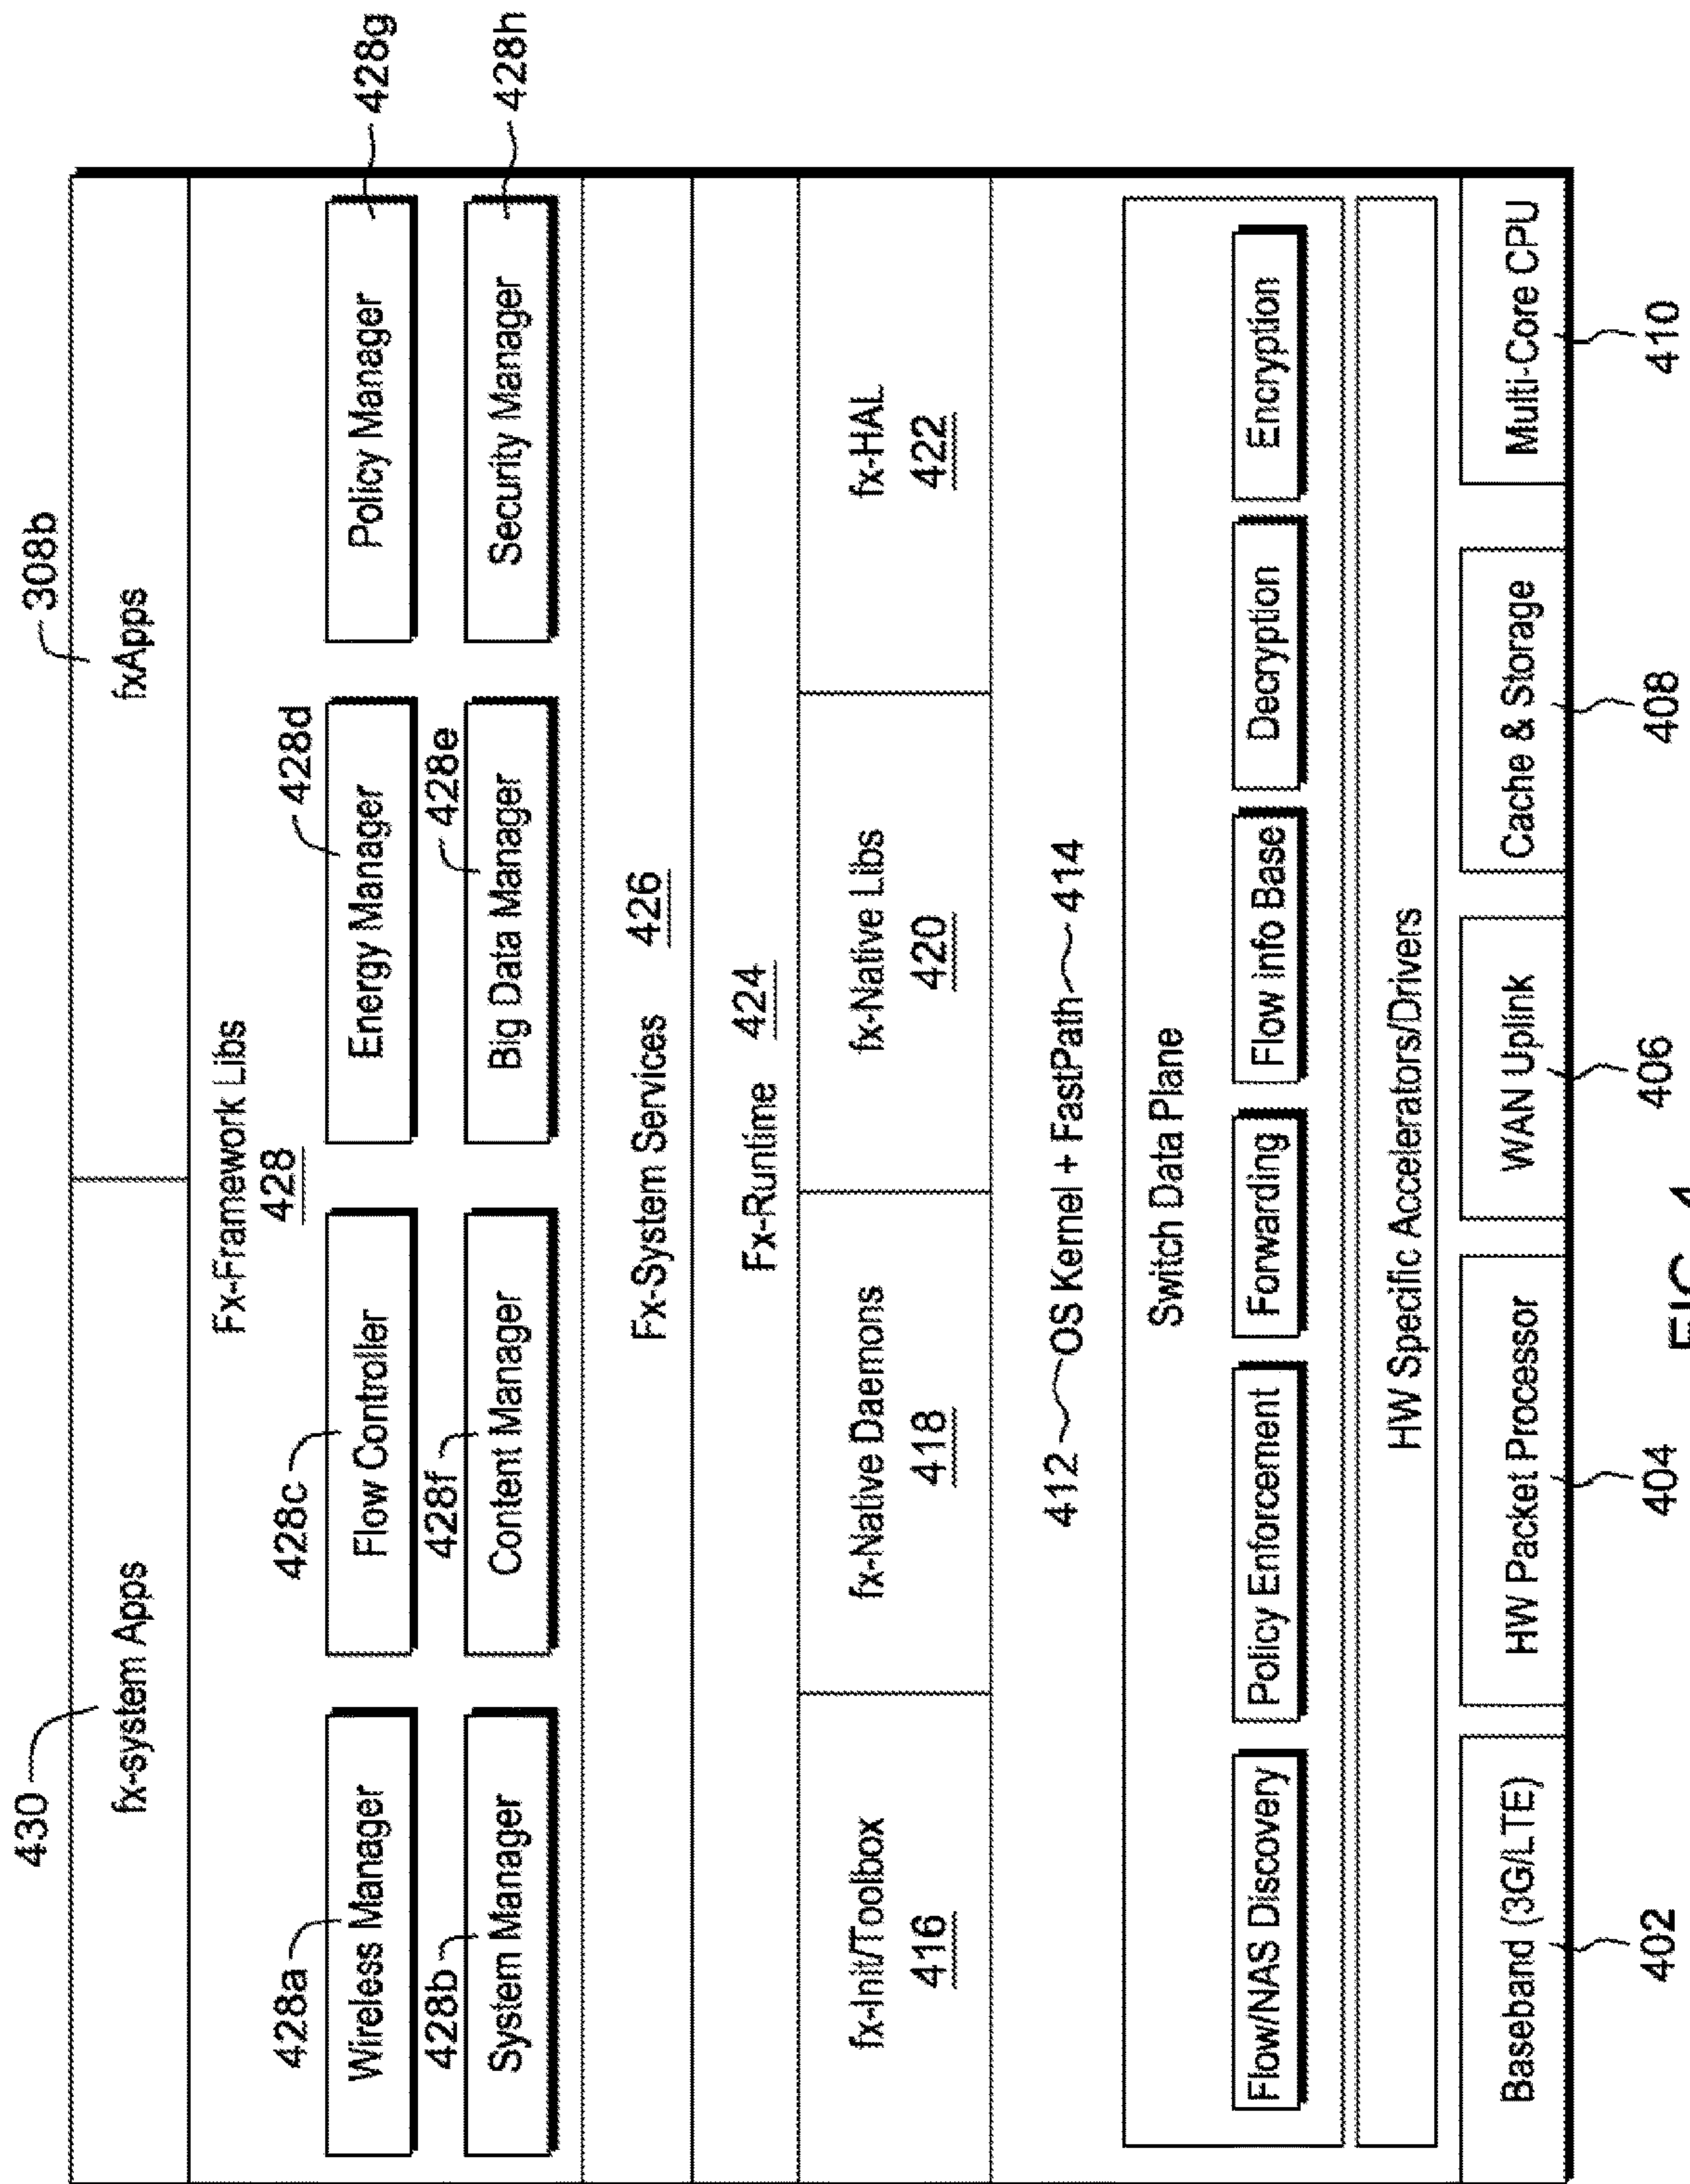 430
308b
fx-system Apps
fxApps
Fx-Framework Libs
428
428a
428c
428d
428g
Wireless Manager
Flow Controller
Energy Manager
Policy Manager
428b
428f
428e
428h
System Manager
Content Manager
Big Data Manager
Security Manager
Fx-System Services 426
Fx-Runtime 424
fx-Init/Toolbox
416
fx-Native Daemons
418
fx-Native Libs
420
fx-HAL
422
412 OS Kernel + FastPath 414
Switch Data Plane
Flow/NAS Discovery
Policy Enforcement
Forwarding
Flow info Base
Decryption
Encryption
HW Specific Accelerators/Drivers
Baseband (3G/LTE)
HW Packet Processor
WAN Uplink
Cache & Storage
Multi-Core CPU
402
404
406
408
410